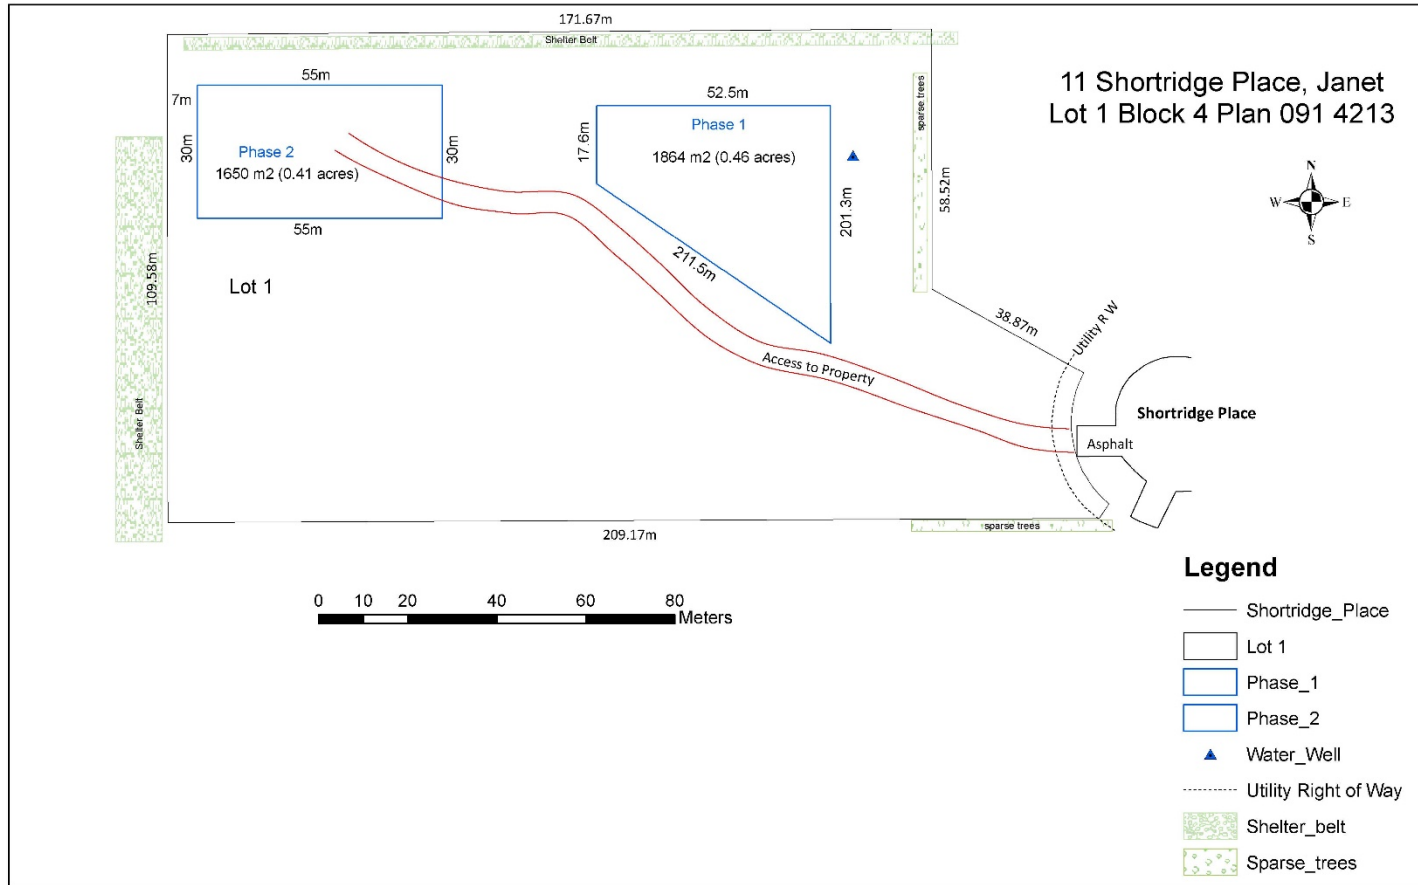 171.67m
Shelter Belt
11 Shortridge Place, Janet
Lot 1 Block 4 Plan 091 4213
55m
7m
30m
Phase 2
1650 m2 (0.41 acres)
30m
55m
52.5m
17.6m
Phase 1
1864 m2 (0.46 acres)
201.3m
211.5m
sparse trees
58.52m
N
W
E
S
109.58m
Lot 1
Shelter Belt
38.87m
Utility R W
Access to Property
Shortridge Place
Asphalt
sparse trees
209.17m
0 10 20 40 60 80
Meters
Legend
Shortridge_Place
Lot 1
Phase_1
Phase_2
Water_Well
Utility Right of Way
Shelter_belt
Sparse_trees